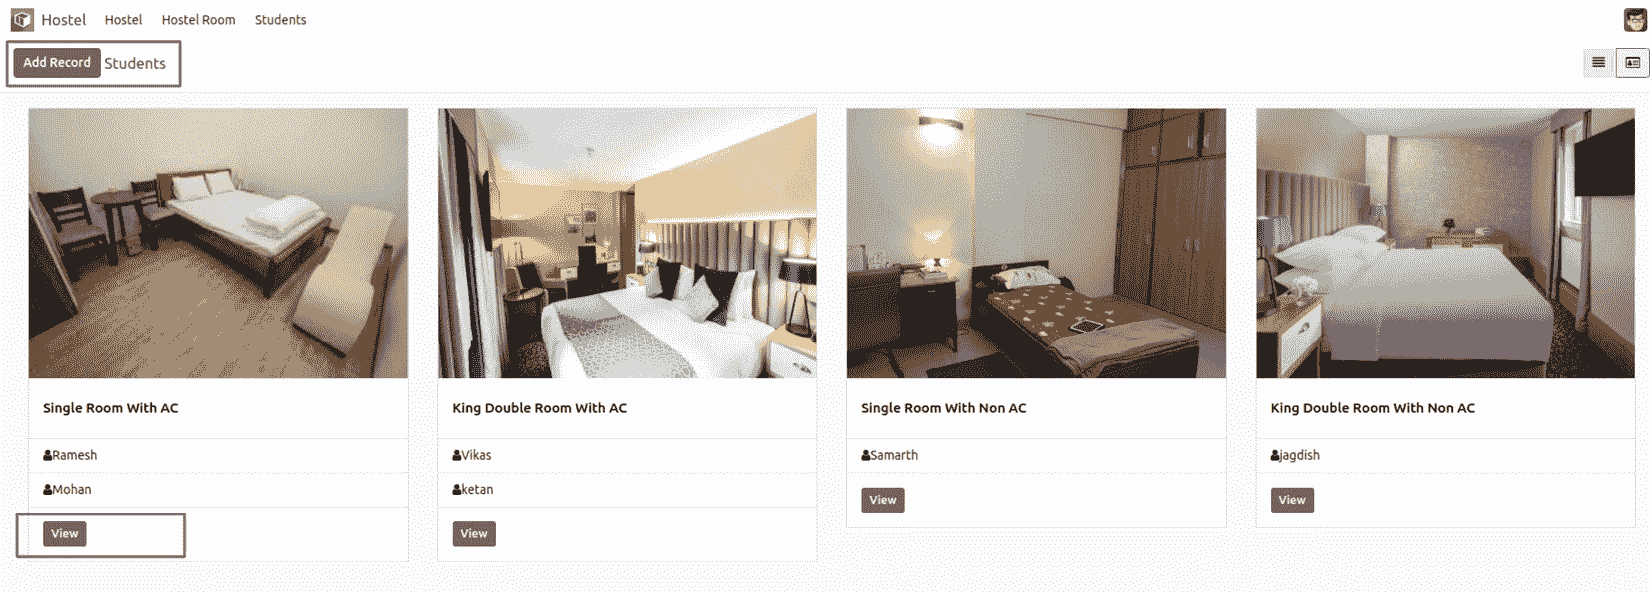 Hostel Hostel Hostel Room Students
Add Record Students
Single Room With AC
Ramesh
Mohan
View
King Double Room With AC
Vikas
ketan
View
Single Room With Non AC
Samarth
View
King Double Room With Non AC
jagdish
View